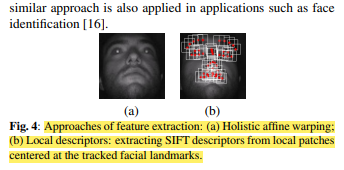 similar approach is also applied in applications such as face
identification [16].
(a)
(b)
Fig. 4: Approaches of feature extraction: (a) Holistic affine warping;
(b) Local descriptors: extracting SIFT descriptors from local patches
centered at the tracked facial landmarks.